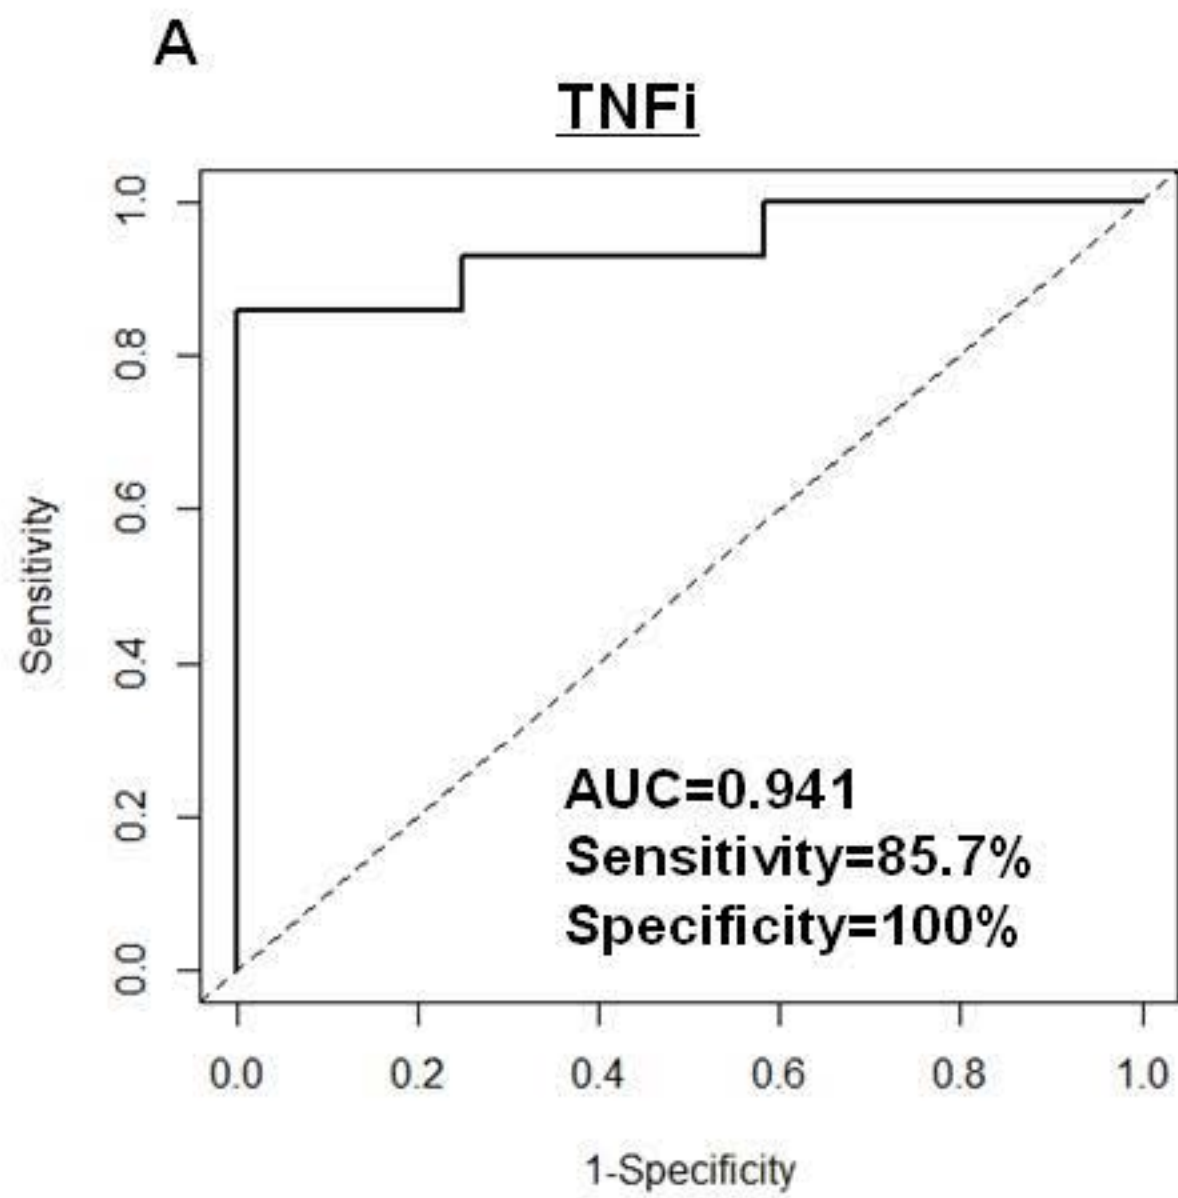 A
TNFi
1.0
0.8
0.6
0.4
0.2
0.0
Sensitivity
AUC=0.941
Sensitivity=85.7%
Specificity=100%
0.0 0.2 0.4 0.6 0.8 1.0
1-Specificity